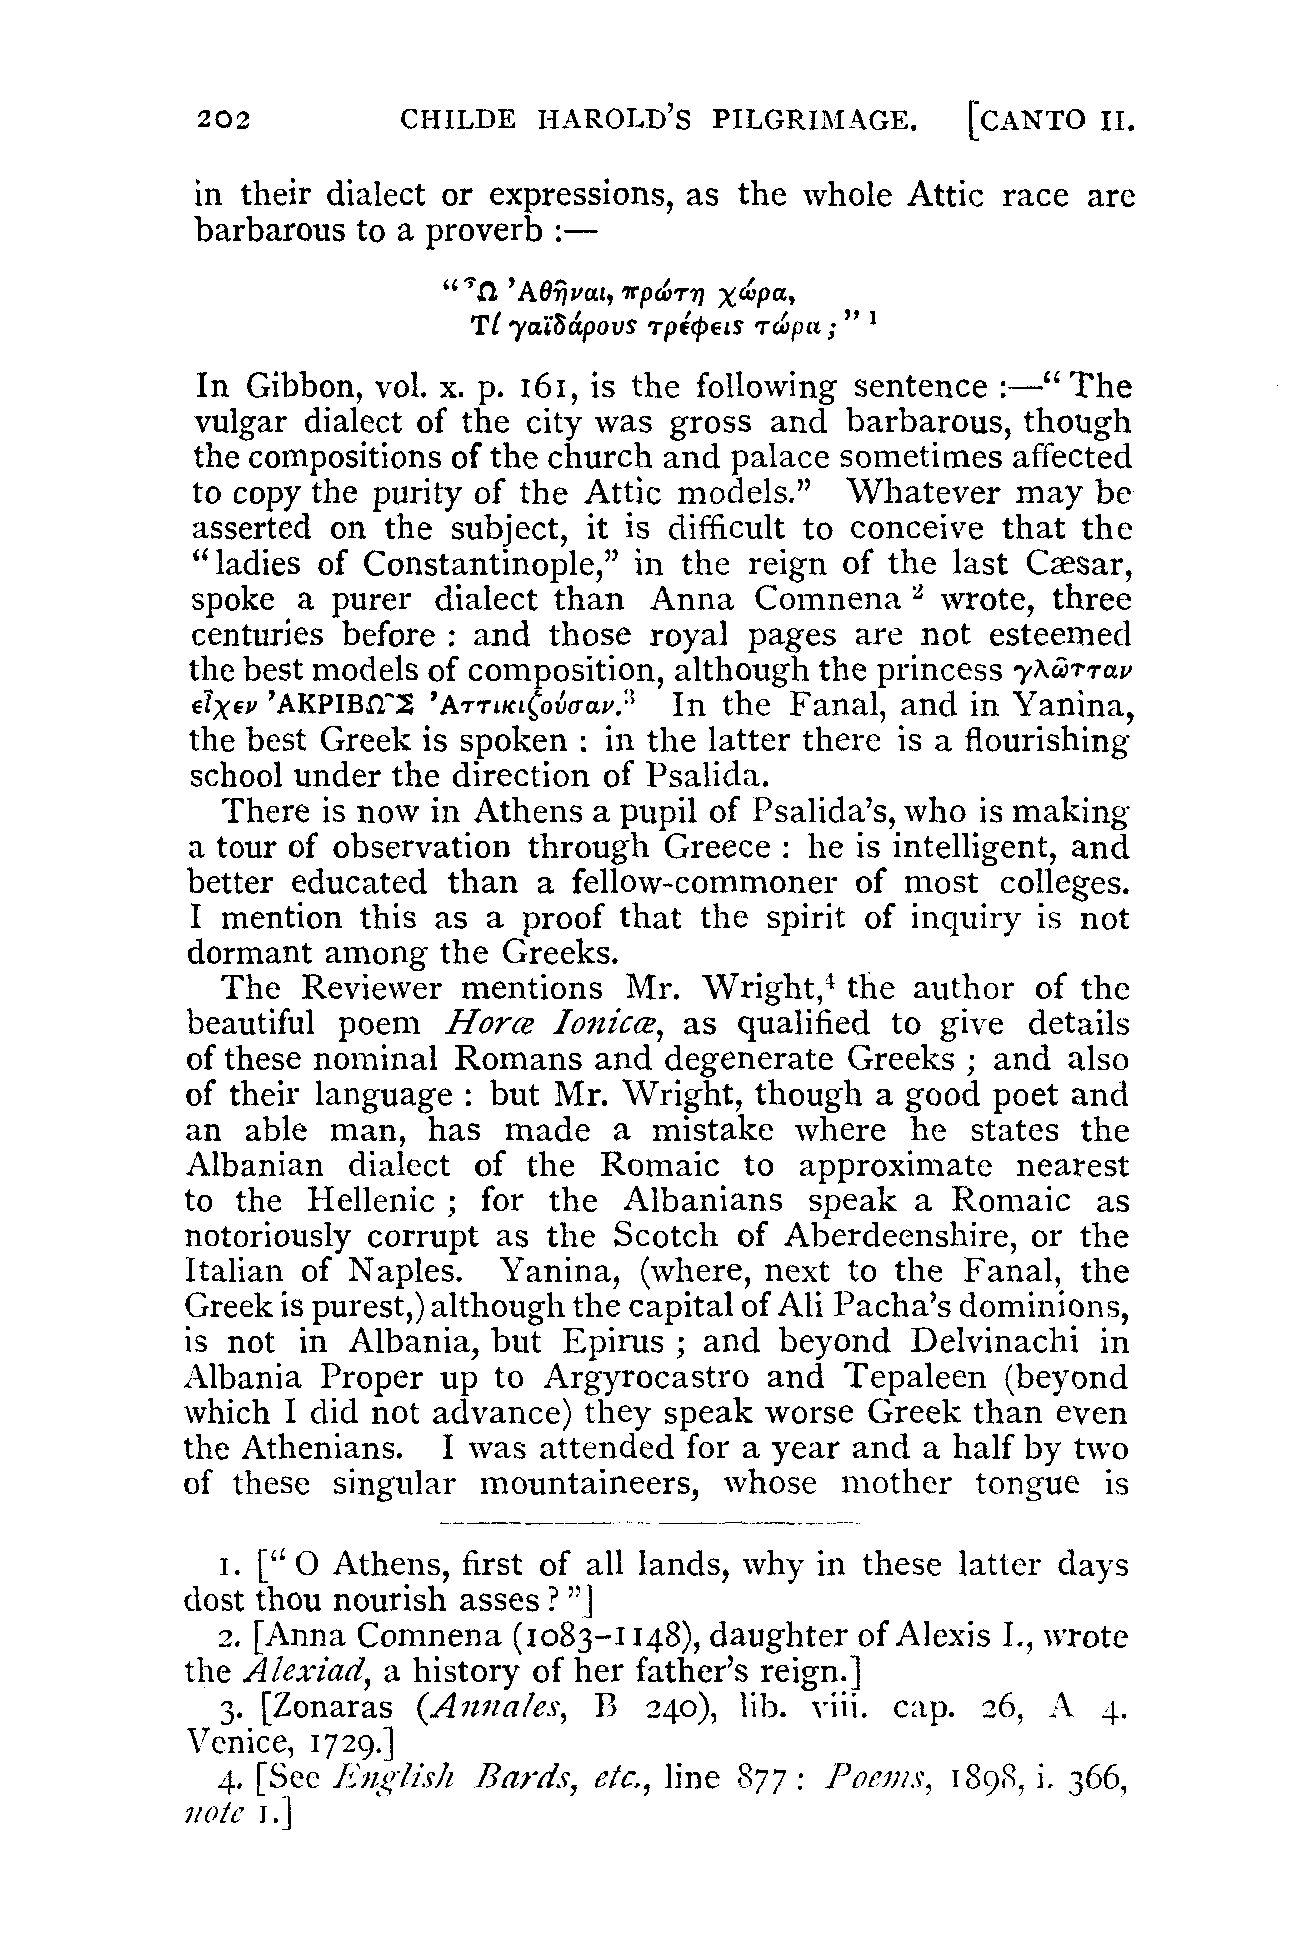 202 CHILDE HAROLD'S PILGRIMAGE. [CANTO II.
in their dialect or expressions, as the whole Attic race are
barbarous to a proverb :—
“Ὦ Ἀθῆναι, πρώτη χώρα,
Τί γαϊδάρους τρέφεις τώρα ;” 1
In Gibbon, vol. x. p. 161, is the following sentence :—“ The
vulgar dialect of the city was gross and barbarous, though
the compositions of the church and palace sometimes affected
to copy the purity of the Attic models.” Whatever may be
asserted on the subject, it is difficult to conceive that the
“ladies of Constantinople,” in the reign of the last Cæsar,
spoke a purer dialect than Anna Comnena 2 wrote, three
centuries before : and those royal pages are not esteemed
the best models of composition, although the princess γλῶτταν
εἶχεν ἈΚΡΙΒΩ͂Σ Ἀττικιζούσαν.3 In the Fanal, and in Yanina,
the best Greek is spoken : in the latter there is a flourishing
school under the direction of Psalida.
There is now in Athens a pupil of Psalida's, who is making
a tour of observation through Greece : he is intelligent, and
better educated than a fellow-commoner of most colleges.
I mention this as a proof that the spirit of inquiry is not
dormant among the Greeks.
The Reviewer mentions Mr. Wright,4 the author of the
beautiful poem Horæ Ionicæ, as qualified to give details
of these nominal Romans and degenerate Greeks ; and also
of their language : but Mr. Wright, though a good poet and
an able man, has made a mistake where he states the
Albanian dialect of the Romaic to approximate nearest
to the Hellenic ; for the Albanians speak a Romaic as
notoriously corrupt as the Scotch of Aberdeenshire, or the
Italian of Naples. Yanina, (where, next to the Fanal, the
Greek is purest,) although the capital of Ali Pacha's dominions,
is not in Albania, but Epirus ; and beyond Delvinachi in
Albania Proper up to Argyrocastro and Tepaleen (beyond
which I did not advance) they speak worse Greek than even
the Athenians. I was attended for a year and a half by two
of these singular mountaineers, whose mother tongue is
1. [“ O Athens, first of all lands, why in these latter days
dost thou nourish asses ? ”]
2. [Anna Comnena (1083–1148), daughter of Alexis I., wrote
the Alexiad, a history of her father's reign.]
3. [Zonaras (Annales, B 240), lib. viii. cap. 26, A 4.
Venice, 1729.]
4. [See English Bards, etc., line 877 : Poems, 1898, i. 366,
note 1.]